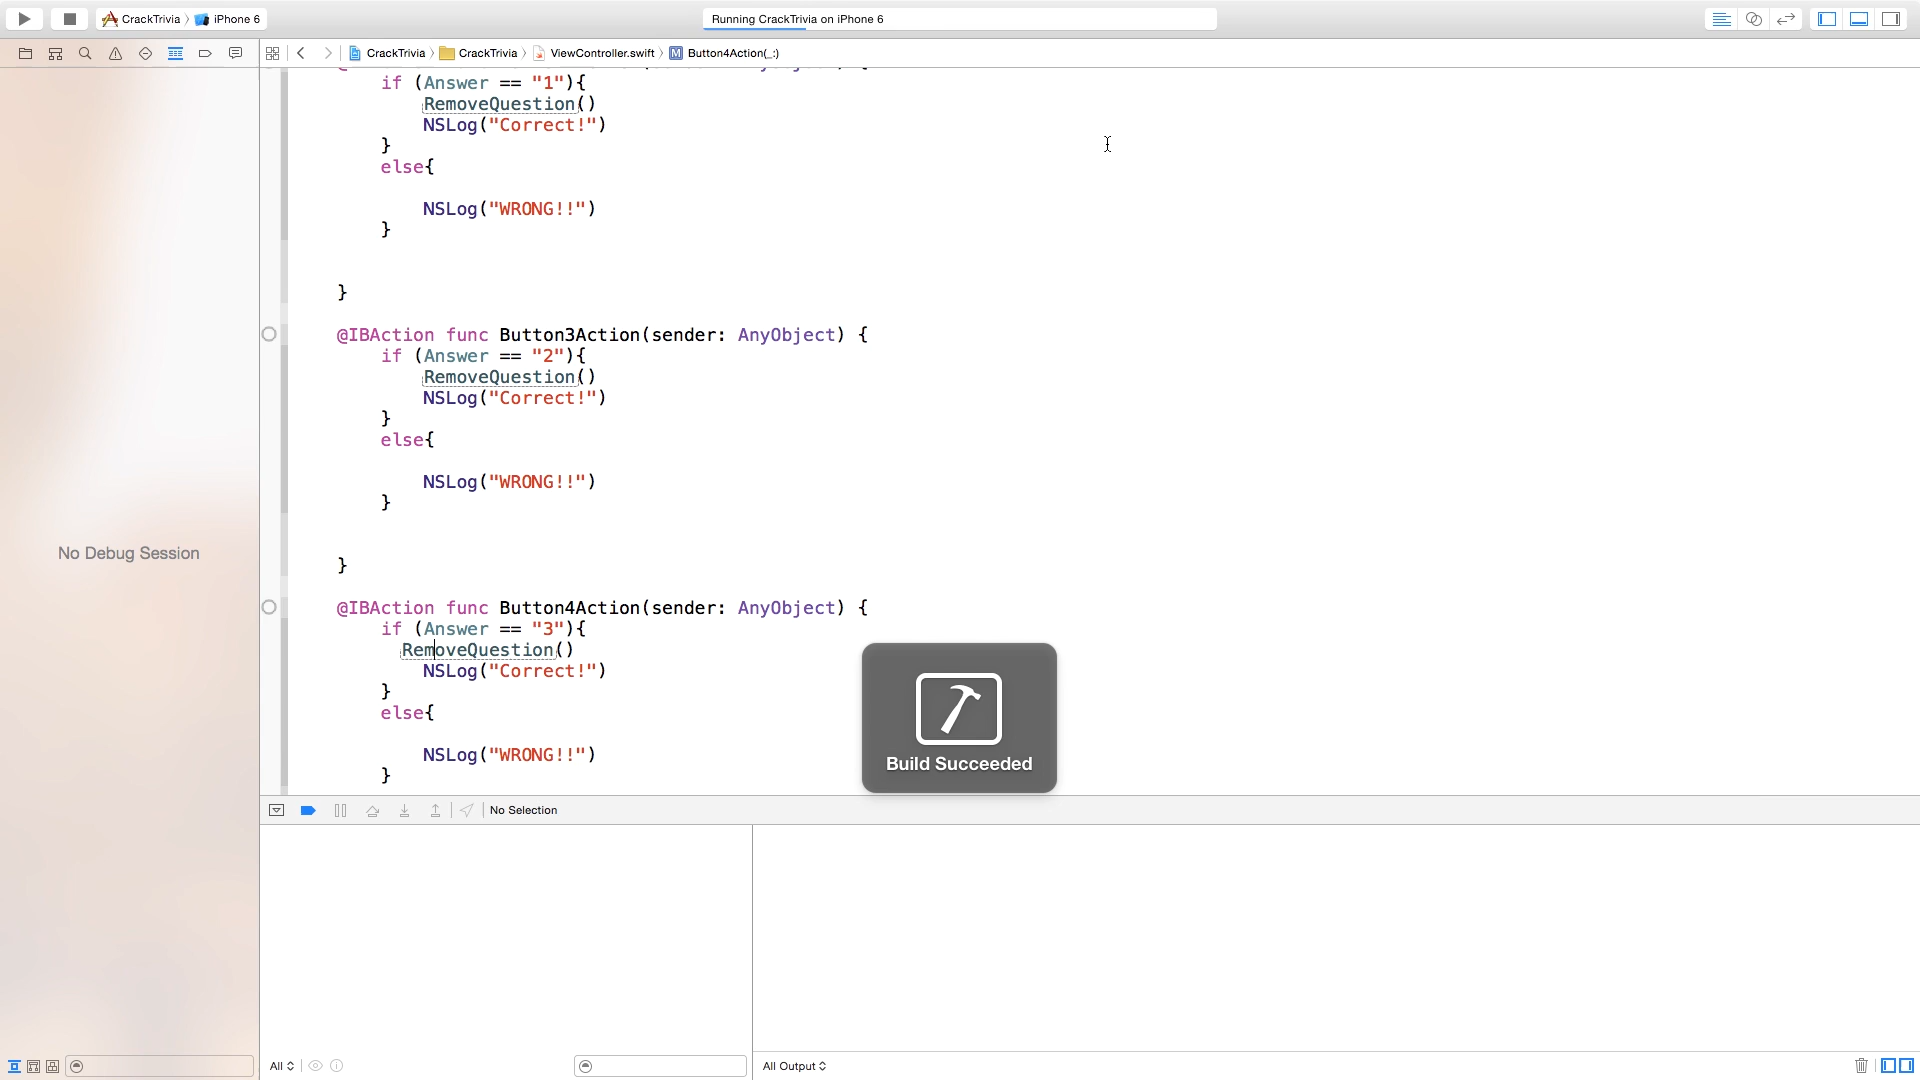 CrackTrivia
iPhone 6
Running CrackTrivia on iPhone 6
CrackTrivia
CrackTrivia
ViewController.swift
M
Button4Action(_:)
if (Answer == "1"){
RemoveQuestion()
NSLog("Correct!")
}
else{
NSLog("WRONG!!")
}
}
@IBAction func Button3Action(sender: AnyObject) {
if (Answer == "2"){
RemoveQuestion()
NSLog("Correct!")
}
else{
NSLog("WRONG!!")
}
No Debug Session
}
@IBAction func Button4Action(sender: AnyObject) {
if (Answer == "3"){
RemoveQuestion()
NSLog("Correct!")
}
else{
NSLog("WRONG!!")
}
Build Succeeded
No Selection
All
All Output